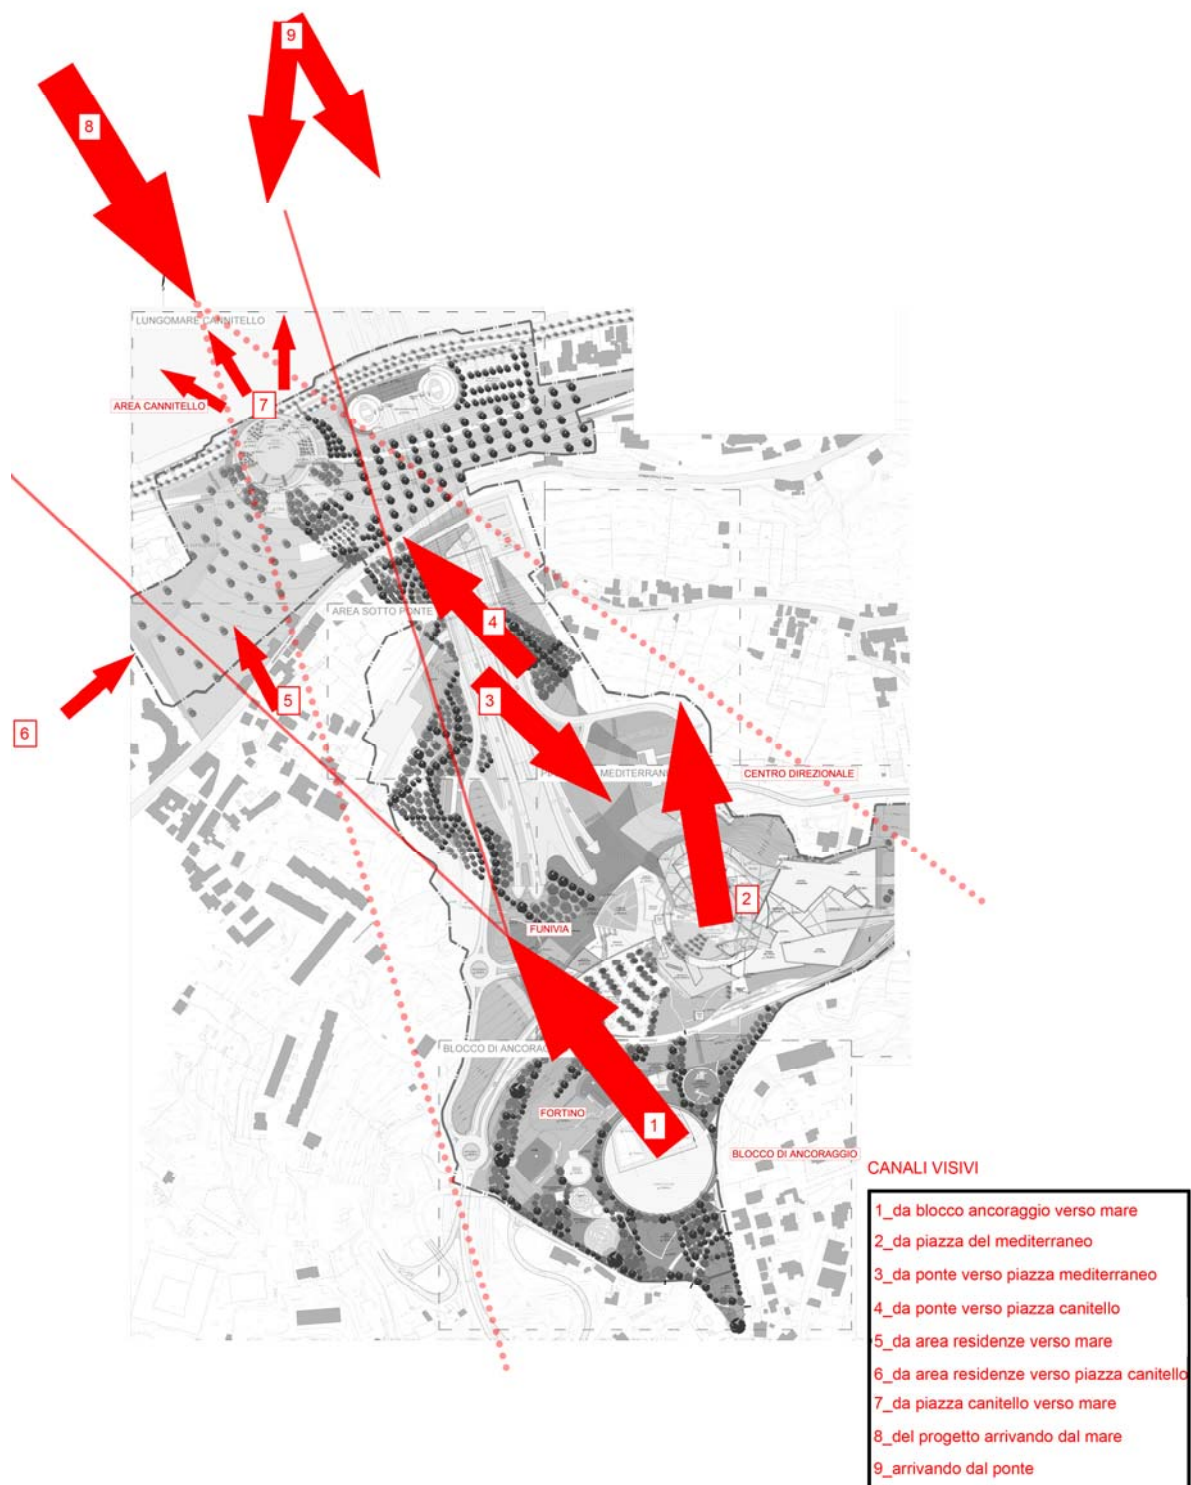 9
8
LUNGOMARE CANNITELLO
AREA CANNITELLO
7
AREA SOTTO PONTE
4
3
5
6
MEDITERRAN
CENTRO DIREZIONALE
2
FUNIVIA
BLOCCO DI ANCORAG
FORTINO
1
BLOCCO DI ANCORAGGIO
CANALI VISIVI
1_da blocco ancoraggio verso mare
2_da piazza del mediterraneo
3_da ponte verso piazza mediterraneo
4_da ponte verso piazza canitello
5_da area residenze verso mare
6_da area residenze verso piazza canitello
7_da piazza canitello verso mare
8_del progetto arrivando dal mare
9_arrivando dal ponte